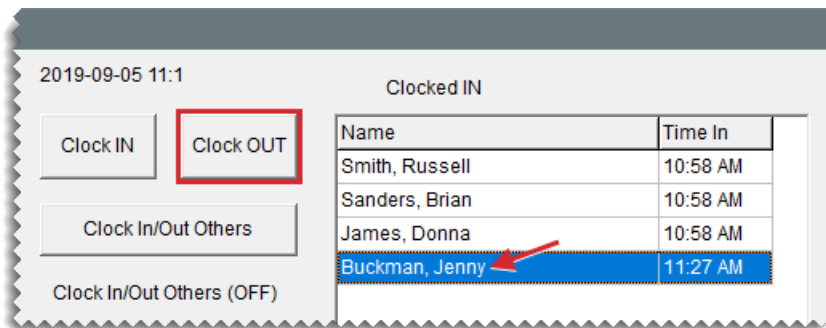 2019-09-05 11:1
Clocked IN
Clock IN
Clock OUT
Name Time In
Smith, Russell 10:58 AM
Sanders, Brian 10:58 AM
Clock In/Out Others
James, Donna 10:58 AM
Buckman, Jenny 11:27 AM
Clock In/Out Others (OFF)